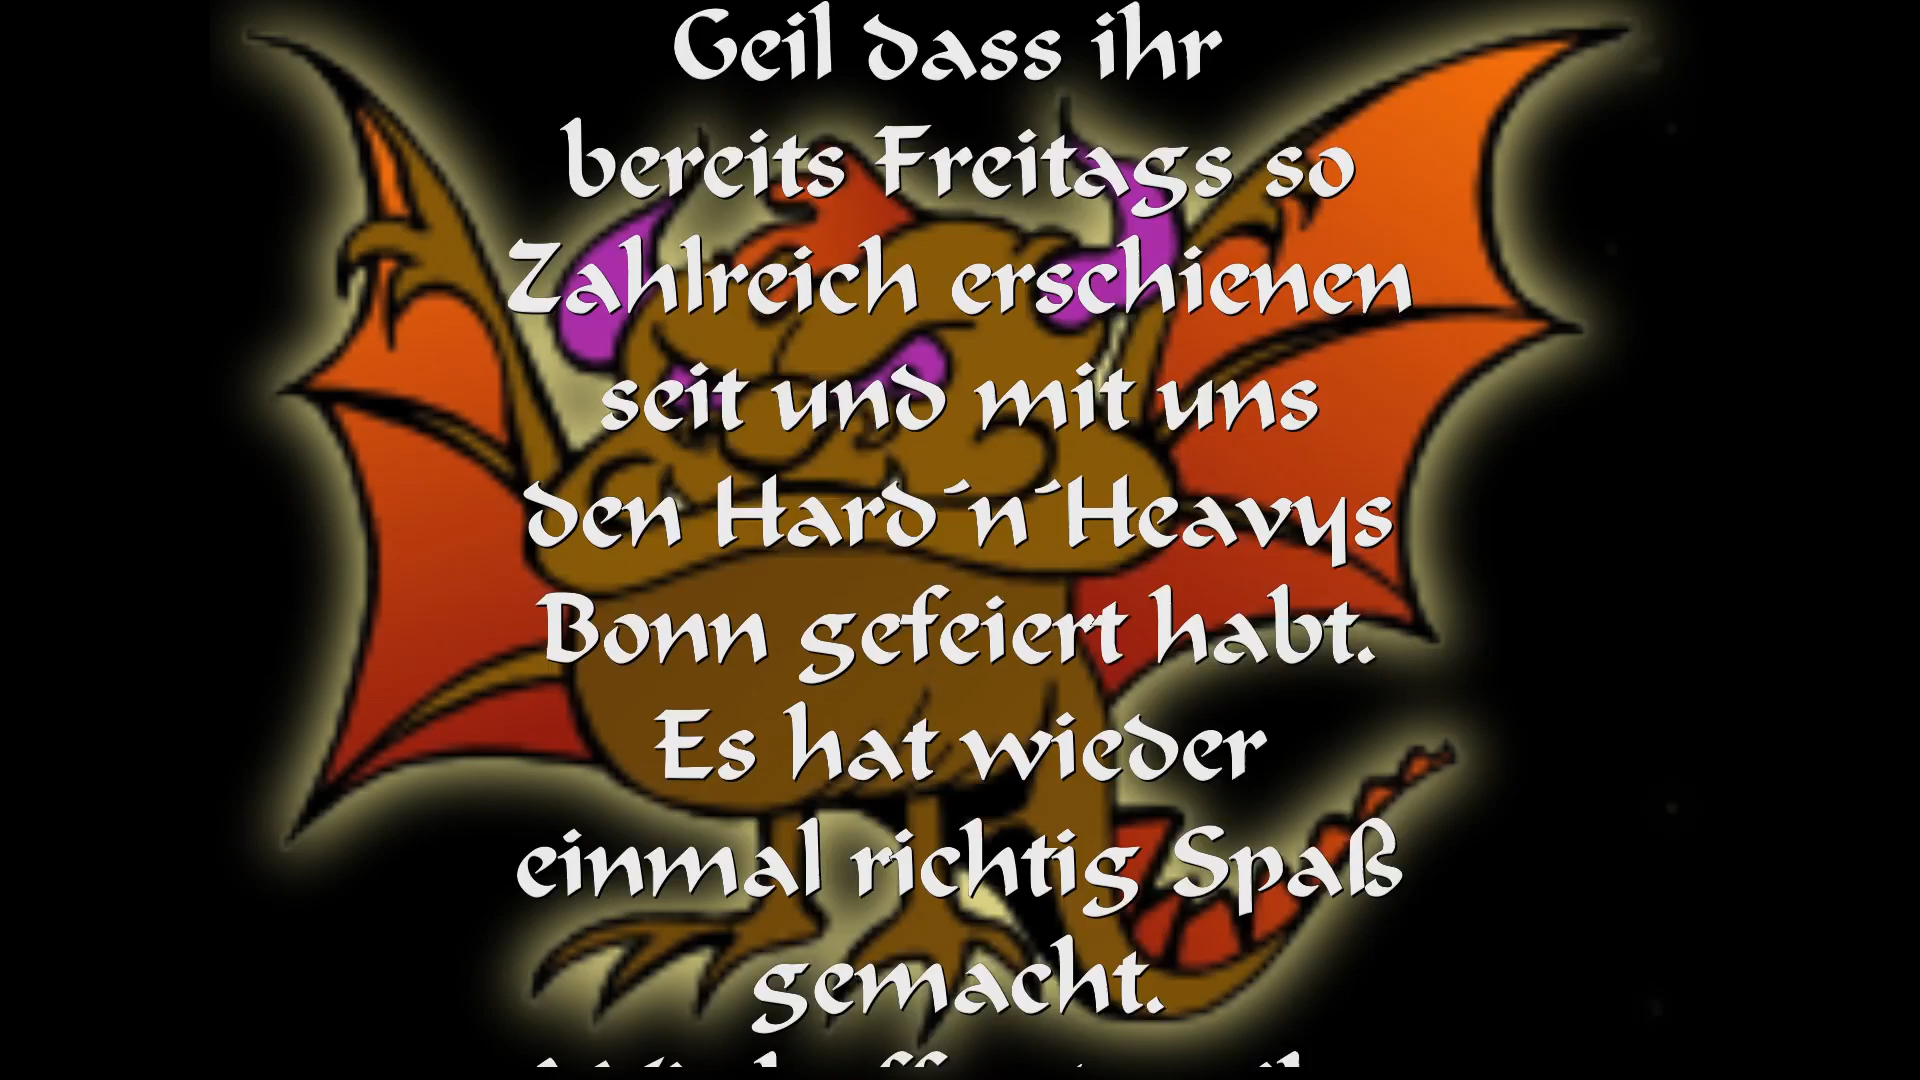 Geil dass ihr
bereits Freitags so
Zahlreich erschienen
seit und mit uns
den Hard´n´Heavys
Bonn gefeiert habt.
Es hat wieder
einmal richtig Spaß
gemacht.